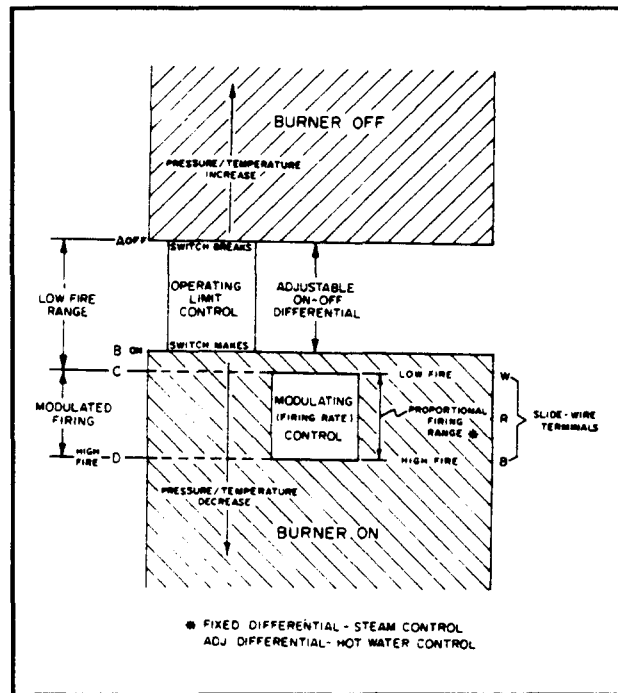 BURNER OFF
PRESSURE/TEMPERATURE
INCREASE
A OFF
SWITCH BREAKS
LOW FIRE
RANGE
OPERATING
LIMIT
CONTROL
ADJUSTABLE
ON-OFF
DIFFERENTIAL
B ON
SWITCH MAKES
C
LOW FIRE
W
MODULATED
FIRING
MODULATING
(FIRING RATE)
CONTROL
PROPORTIONAL
FIRING
RANGE *
R
SLIDE-WIRE
TERMINALS
HIGH
FIRE
D
HIGH FIRE
B
PRESSURE/TEMPERATURE
DECREASE
BURNER ON
* FIXED DIFFERENTIAL - STEAM CONTROL
ADJ DIFFERENTIAL- HOT WATER CONTROL